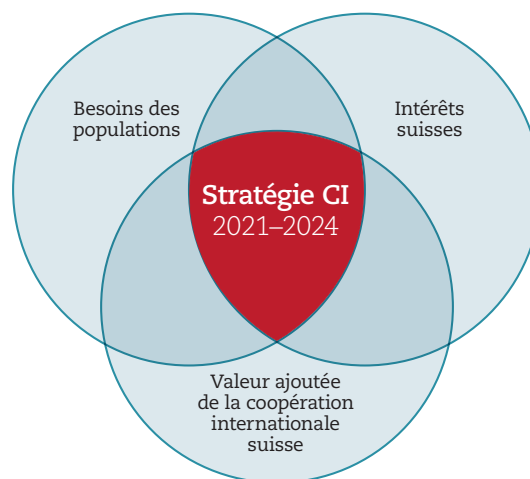 Besoins des
populations
Intérêts
suisses
Stratégie CI
2021–2024
Valeur ajoutée
de la coopération
internationale
suisse